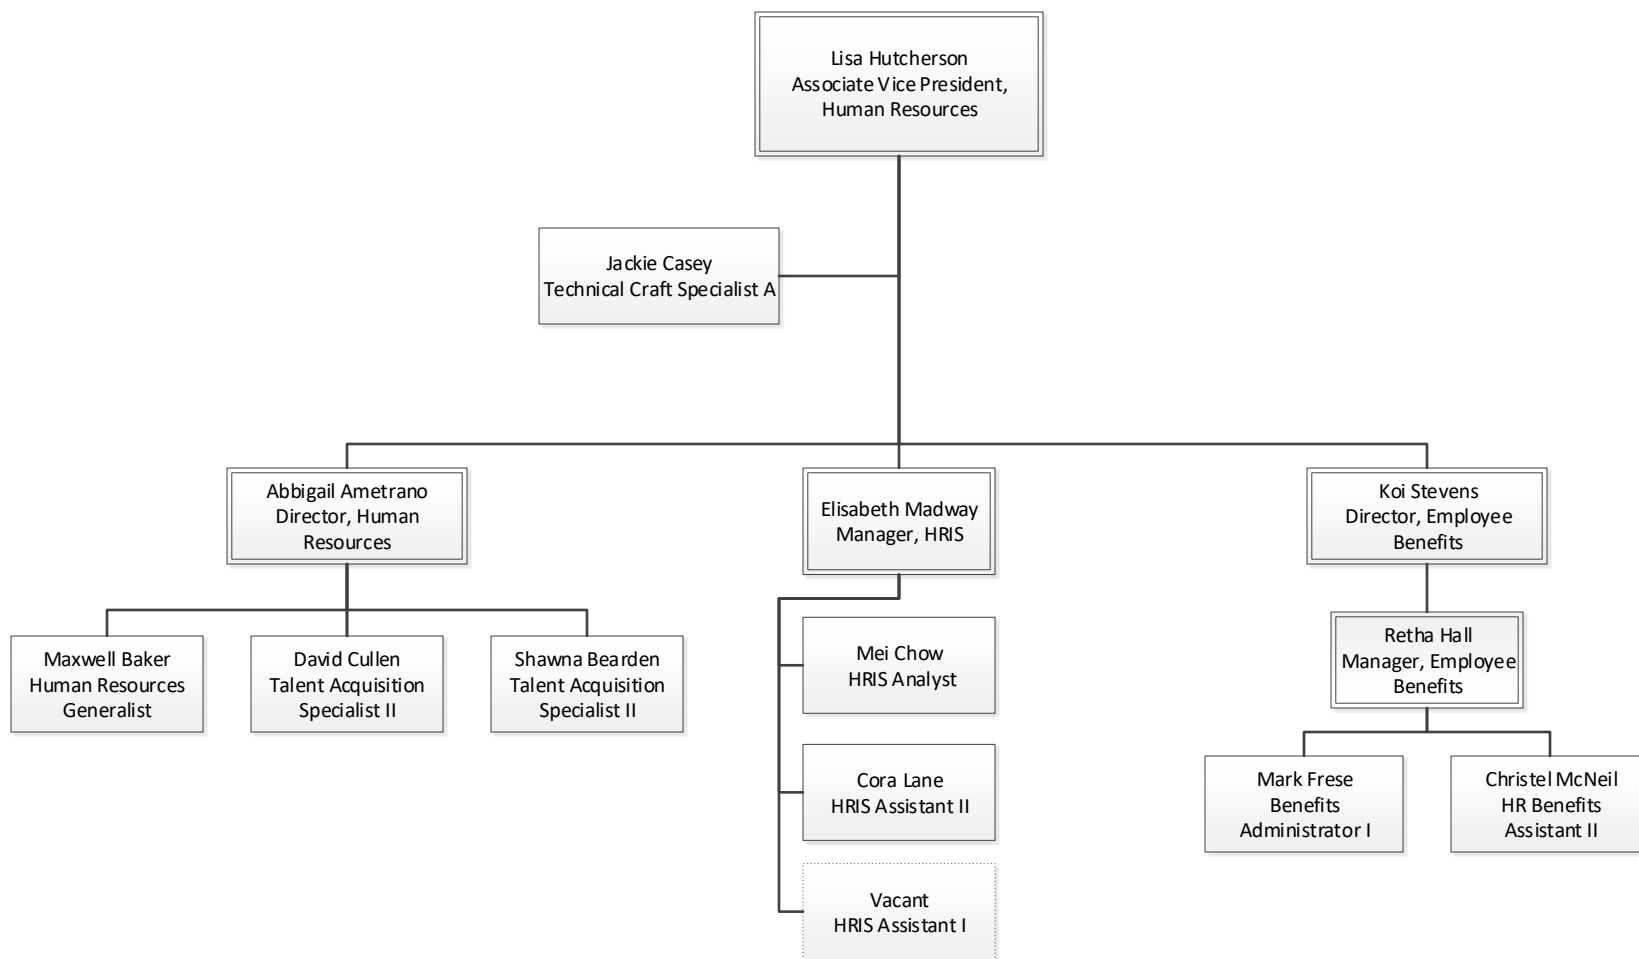 Lisa Hutcherson
Associate Vice President,
Human Resources
Jackie Casey
Technical Craft Specialist A
Abbigail Ametrano
Director, Human
Resources
Elisabeth Madway
Manager, HRIS
Koi Stevens
Director, Employee
Benefits
Maxwell Baker
Human Resources
Generalist
David Cullen
Talent Acquisition
Specialist II
Shawna Bearden
Talent Acquisition
Specialist II
Mei Chow
HRIS Analyst
Cora Lane
HRIS Assistant II
Vacant
HRIS Assistant I
Retha Hall
Manager, Employee
Benefits
Mark Frese
Benefits
Administrator I
Christel McNeil
HR Benefits
Assistant II